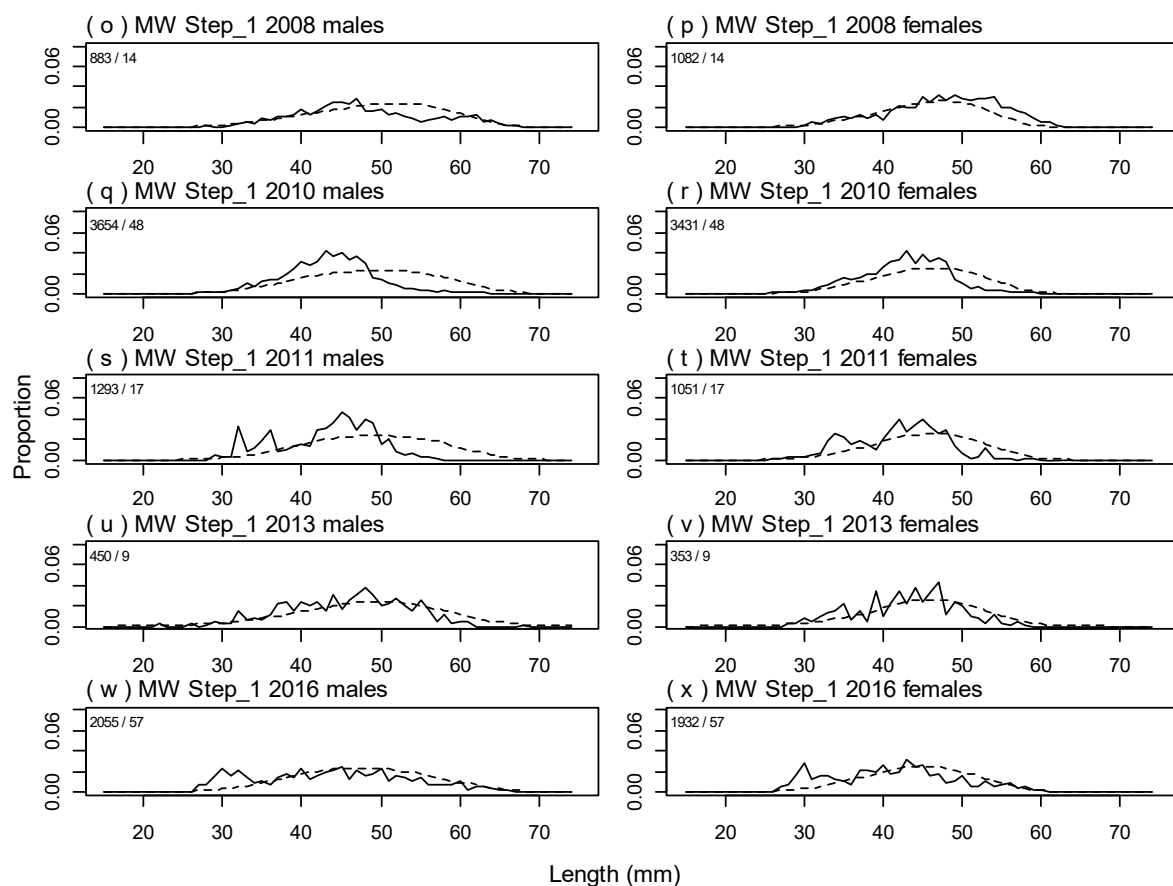 ( o ) MW Step_1 2008 males
( p ) MW Step_1 2008 females
883 / 14
1082 / 14
0.00 0.06
0.00 0.06
20 30 40 50 60 70
20 30 40 50 60 70
( q ) MW Step_1 2010 males
( r ) MW Step_1 2010 females
3654 / 48
3431 / 48
0.00 0.06
0.00 0.06
20 30 40 50 60 70
20 30 40 50 60 70
( s ) MW Step_1 2011 males
( t ) MW Step_1 2011 females
1293 / 17
1051 / 17
0.00 0.06
0.00 0.06
20 30 40 50 60 70
20 30 40 50 60 70
Proportion
( u ) MW Step_1 2013 males
( v ) MW Step_1 2013 females
450 / 9
353 / 9
0.00 0.06
0.00 0.06
20 30 40 50 60 70
20 30 40 50 60 70
( w ) MW Step_1 2016 males
( x ) MW Step_1 2016 females
2055 / 57
1932 / 57
0.00 0.06
0.00 0.06
20 30 40 50 60 70
20 30 40 50 60 70
Length (mm)